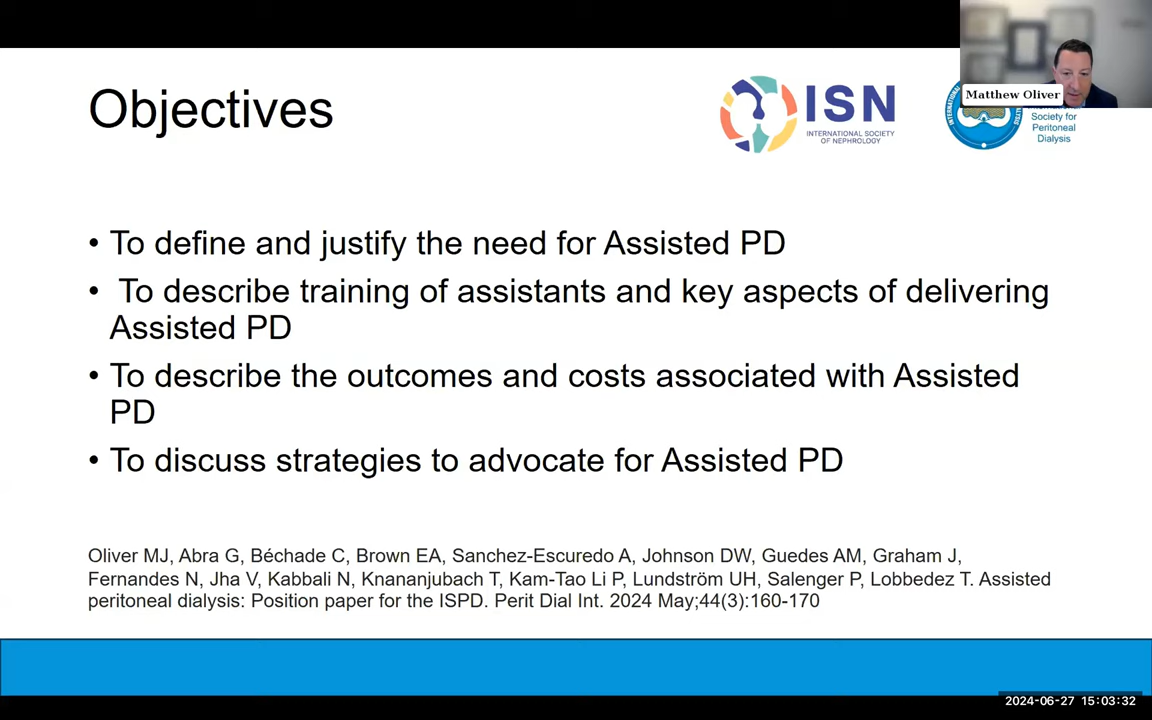 Objectives
ISN
INTERNATIONAL SOCIETY
OF NEPHROLOGY
Matthew Oliver
Society for
Peritoneal
Dialysis
• To define and justify the need for Assisted PD
• To describe training of assistants and key aspects of delivering
Assisted PD
• To describe the outcomes and costs associated with Assisted
PD
• To discuss strategies to advocate for Assisted PD
Oliver MJ, Abra G, Béchade C, Brown EA, Sanchez-Escuredo A, Johnson DW, Guedes AM, Graham J,
Fernandes N, Jha V, Kabbali N, Knananjubach T, Kam-Tao Li P, Lundström UH, Salenger P, Lobbedez T. Assisted
peritoneal dialysis: Position paper for the ISPD. Perit Dial Int. 2024 May;44(3):160-170
2024-06-27 15:03:32